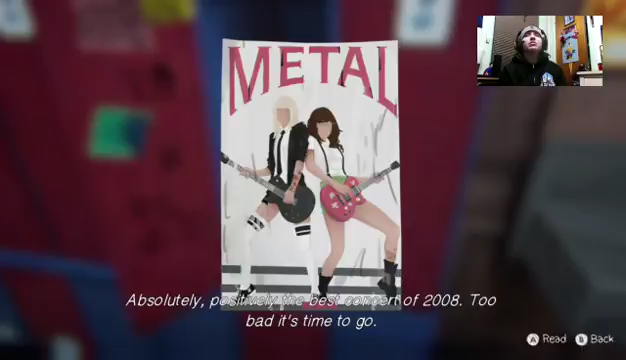 METAL
Absolutely, positively the best concert of 2008. Too
bad it's time to go.
A Read B Back